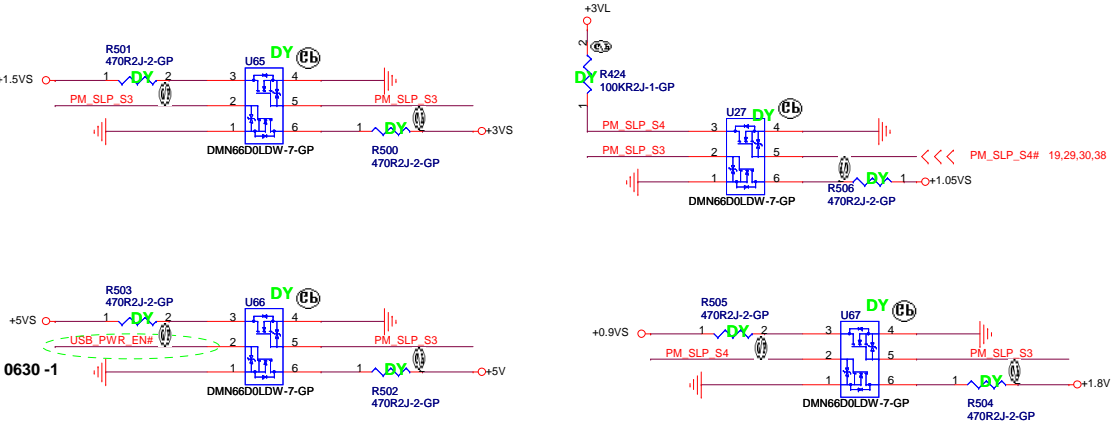 R501
470R2J-2-GP
DY
+1.5VS
1
2
PM_SLP_S3
U65
DY
3
4
2
5
1
6
DMN66D0LDW-7-GP
PM_SLP_S3
DY
+3VS
R500
470R2J-2-GP
+3VL
2
DY
R424
100KR2J-1-GP
1
PM_SLP_S4
PM_SLP_S3
U27
DY
3
4
2
5
1
6
DMN66D0LDW-7-GP
PM_SLP_S4# 19,29,30,38
R506
DY
1
+1.05VS
470R2J-2-GP
R503
470R2J-2-GP
+5VS
1
DY
2
USB_PWR_EN#
0630 -1
U66
DY
3
4
2
5
1
6
DMN66D0LDW-7-GP
PM_SLP_S3
1
DY
+5V
R502
470R2J-2-GP
R505
470R2J-2-GP
+0.9VS
1
DY
2
PM_SLP_S4
U67
DY
3
4
2
5
1
6
DMN66D0LDW-7-GP
PM_SLP_S3
1
DY
+1.8V
R504
470R2J-2-GP